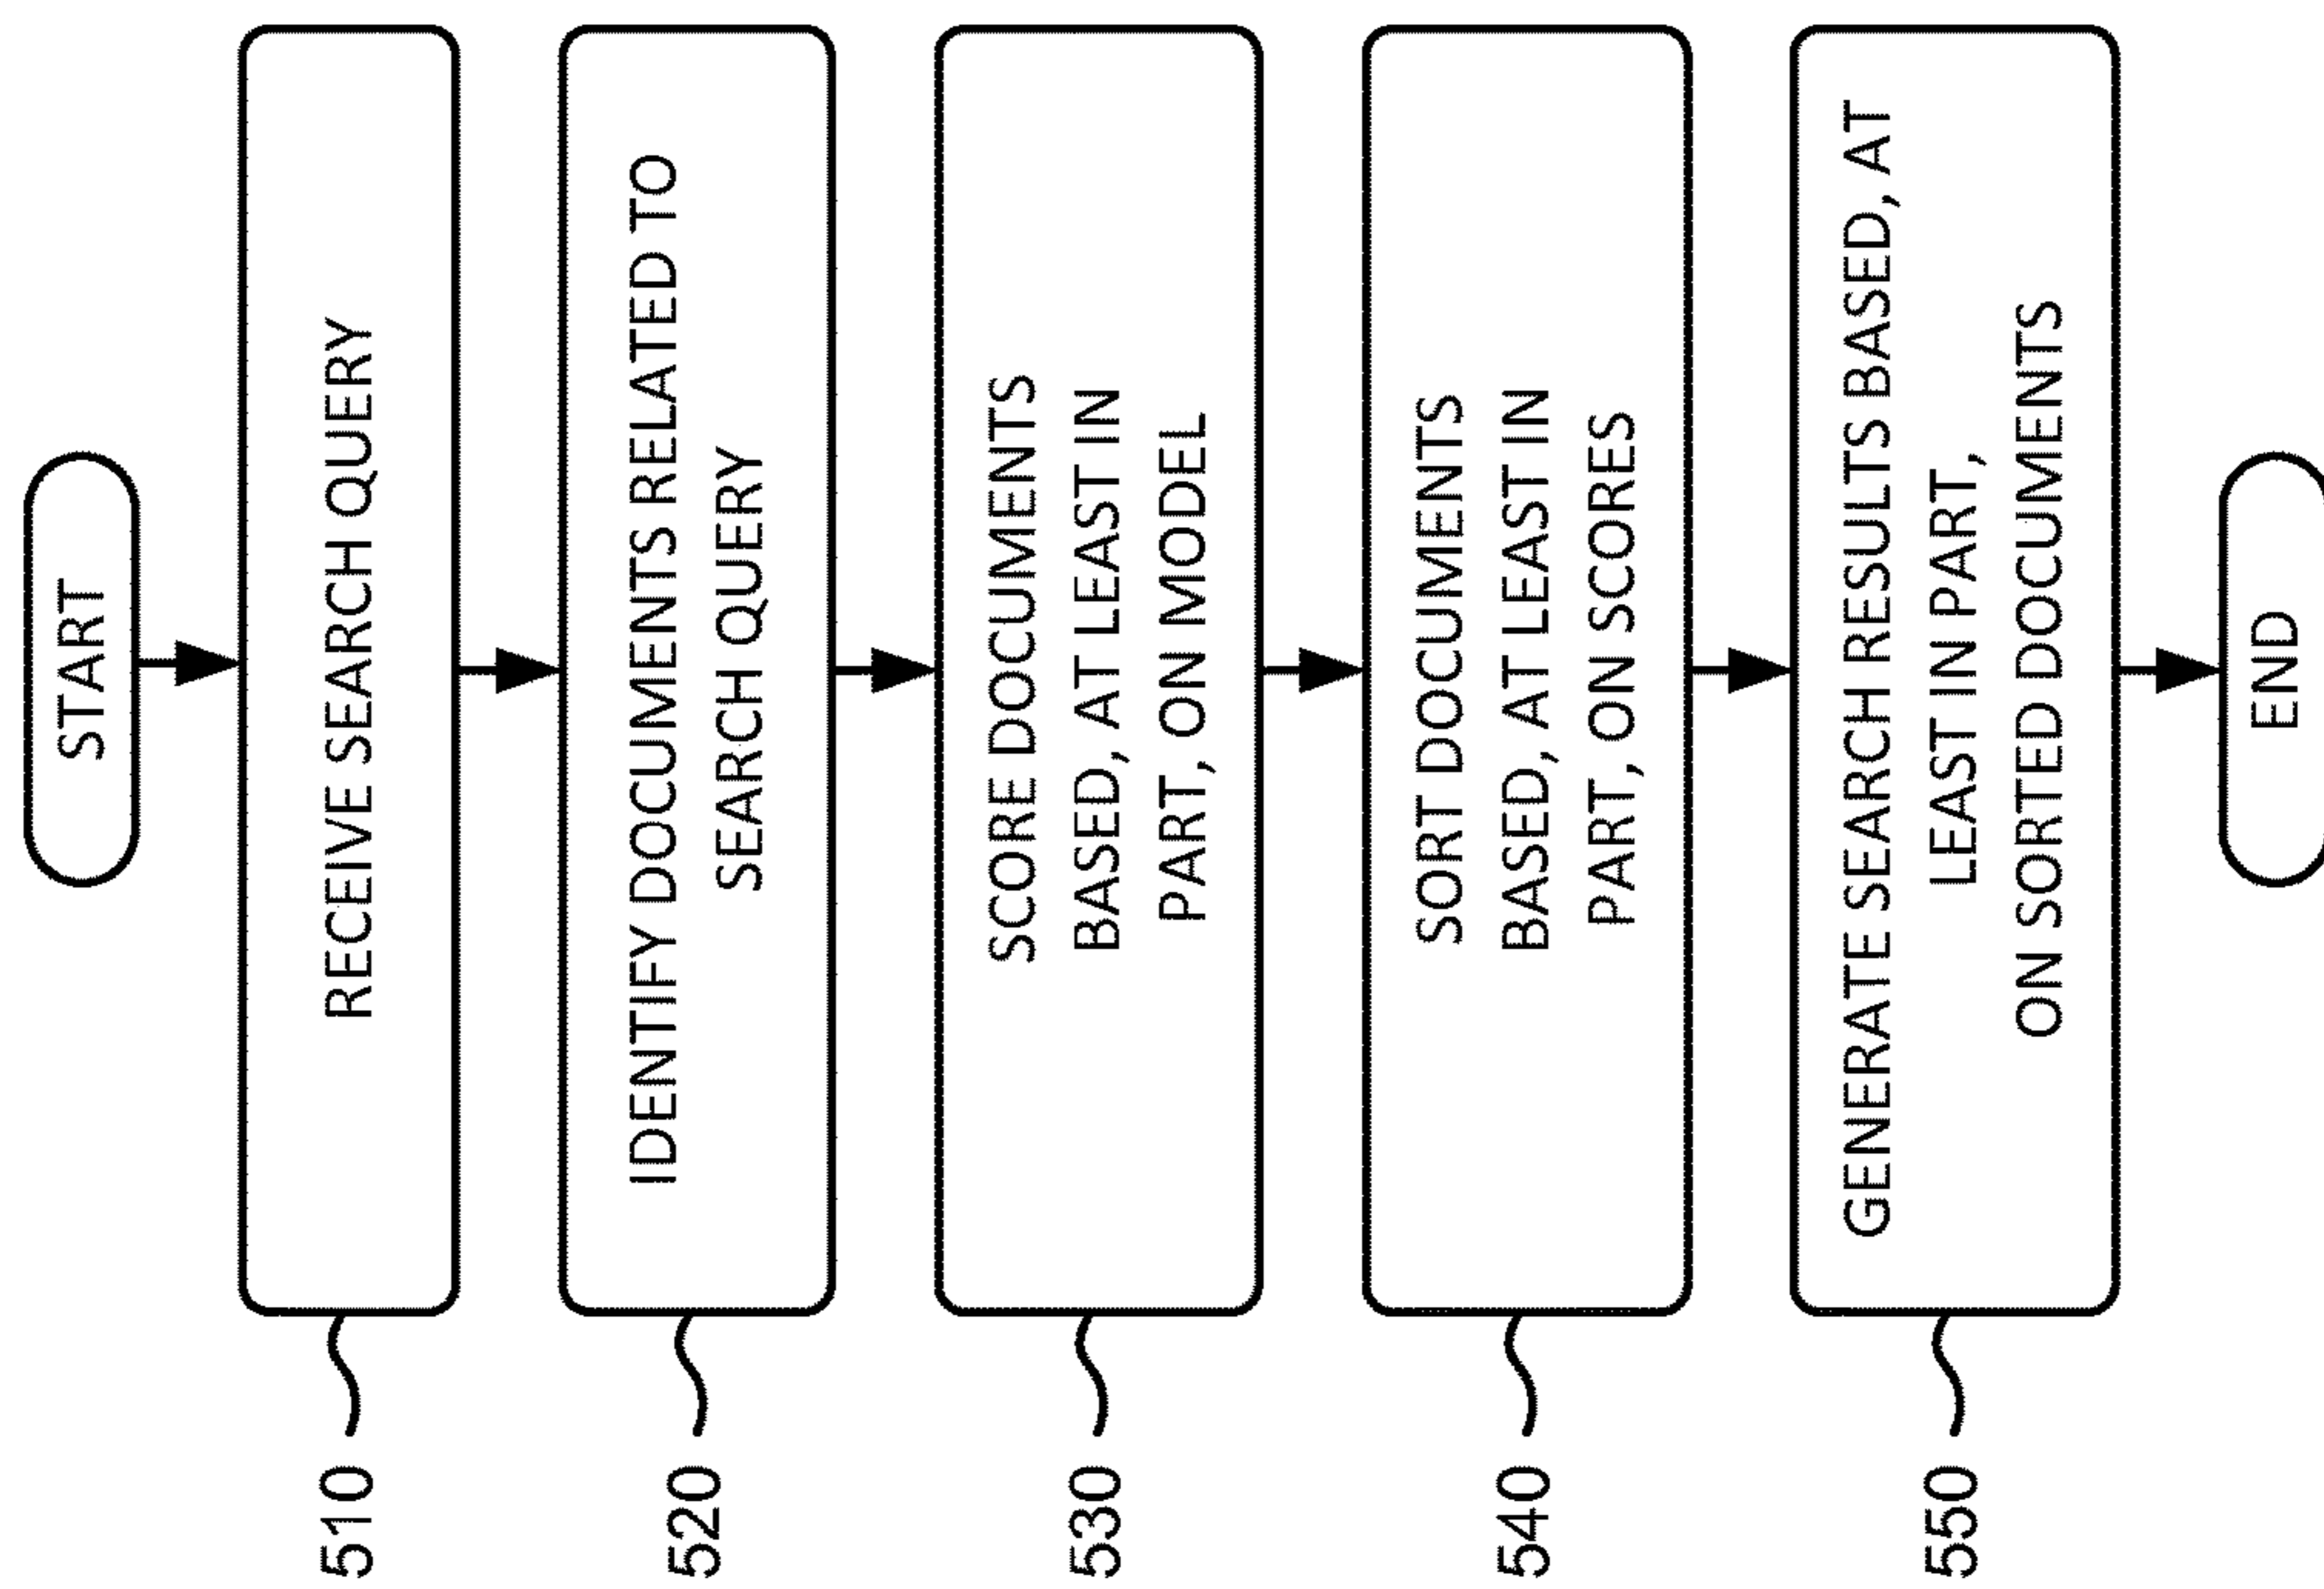 START
510
RECEIVE SEARCH QUERY
520
IDENTIFY DOCUMENTS RELATED TO
SEARCH QUERY
530
SCORE DOCUMENTS
BASED, AT LEAST IN
PART, ON MODEL
540
SORT DOCUMENTS
BASED, AT LEAST IN
PART, ON SCORES
550
GENERATE SEARCH RESULTS BASED, AT
LEAST IN PART,
ON SORTED DOCUMENTS
END